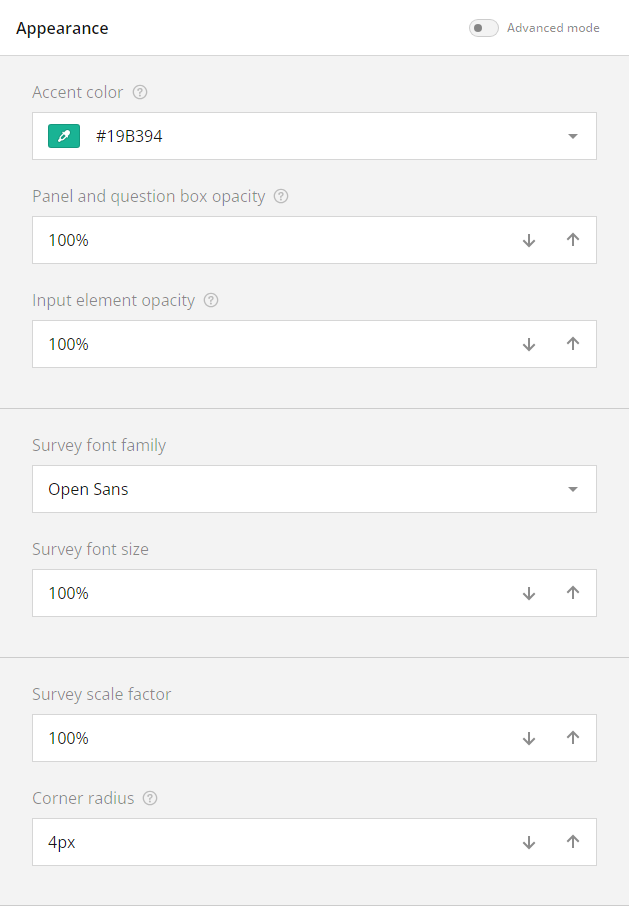 Appearance
Advanced mode
Accent color
#19B394
Panel and question box opacity
100%
Input element opacity
100%
Survey font family
Open Sans
Survey font size
100%
Survey scale factor
100%
Corner radius
4px